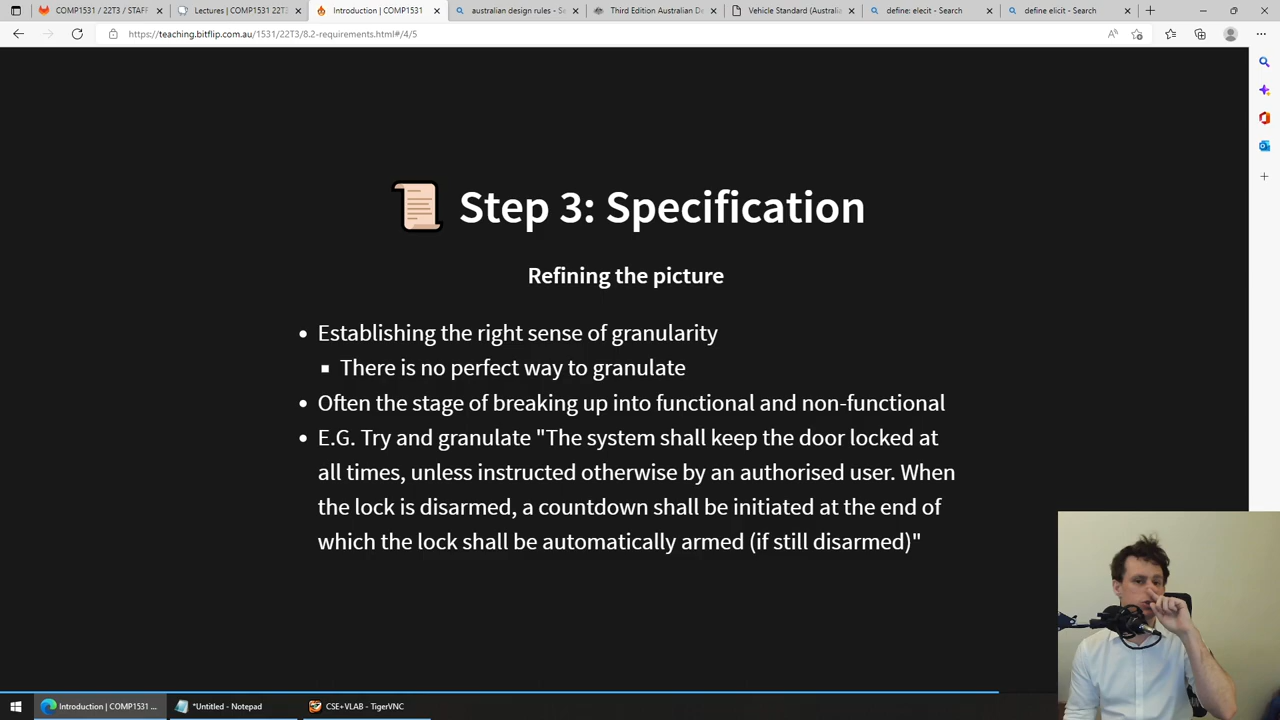 COMP1531 / 22T3 / STAFF
Lectures | COMP1531 22T3
Introduction | COMP1531
australian design rules - Se
Third Edition Australian De
Vehicle Standard (Australia
define: elecit - Search
define elicit - Search
https://teaching.bitflip.com.au/1531/22T3/8.2-requirements.html#/4/5
Step 3: Specification
Refining the picture
Establishing the right sense of granularity
There is no perfect way to granulate
Often the stage of breaking up into functional and non-functional
E.G. Try and granulate "The system shall keep the door locked at
all times, unless instructed otherwise by an authorised user. When
the lock is disarmed, a countdown shall be initiated at the end of
which the lock shall be automatically armed (if still disarmed)"
Introduction | COMP1531 ...
*Untitled - Notepad
CSE+VLAB - TigerVNC